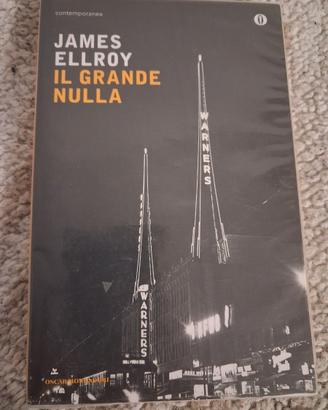 contemporanea
JAMES
ELLROY
IL GRANDE
NULLA
WARNERS
WARNERS
OSCAR MONDADORI